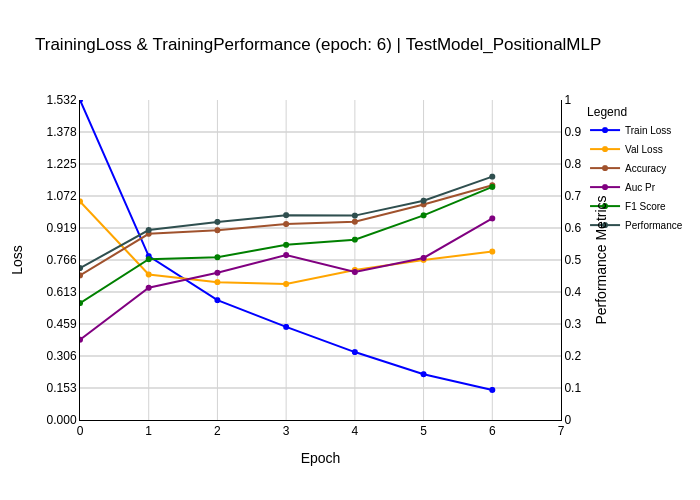 TrainingLoss & TrainingPerformance (epoch: 6) | TestModel_PositionalMLP
1.532
1.378
1.225
1.072
0.919
0.766
0.613
0.459
0.306
0.153
0.000
Loss
0
1
2
3
4
5
6
7
Epoch
1
0.9
0.8
0.7
0.6
0.5
0.4
0.3
0.2
0.1
0
Performance Metrics
Legend
Train Loss
Val Loss
Accuracy
Auc Pr
F1 Score
Performance